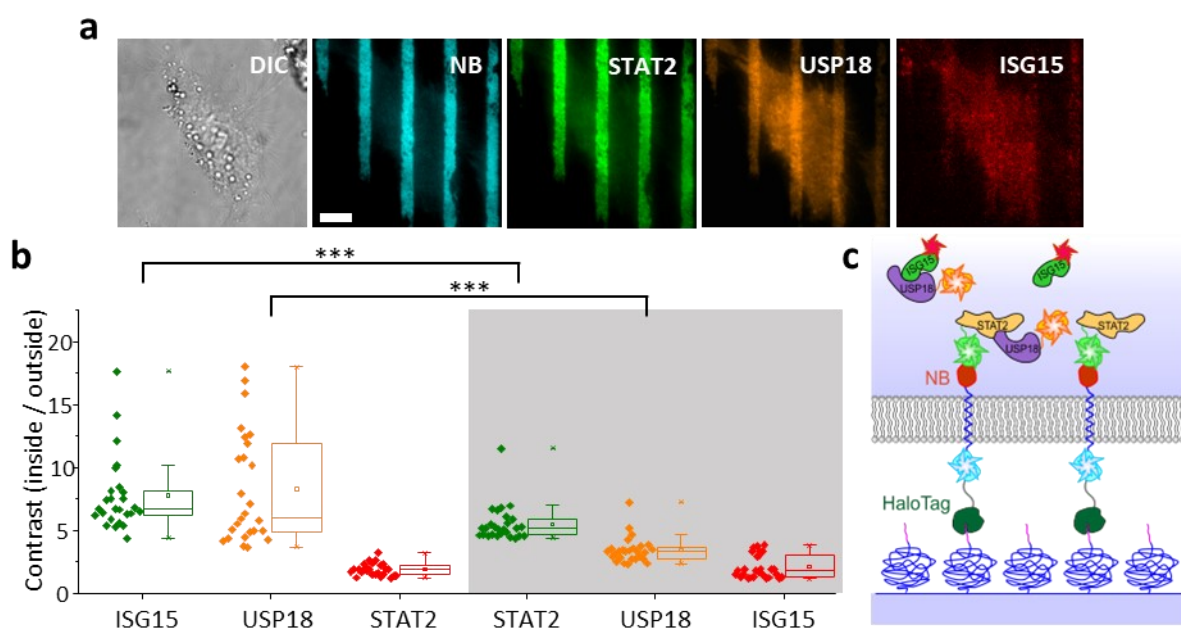 a
DIC
NB
STAT2
USP18
ISG15
b
***
***
Contrast (inside / outside)
20
15
10
5
0
ISG15
USP18
STAT2
STAT2
USP18
ISG15
c
ISG15
USP18
ISG15
STAT2
USP18
STAT2
NB
HaloTag